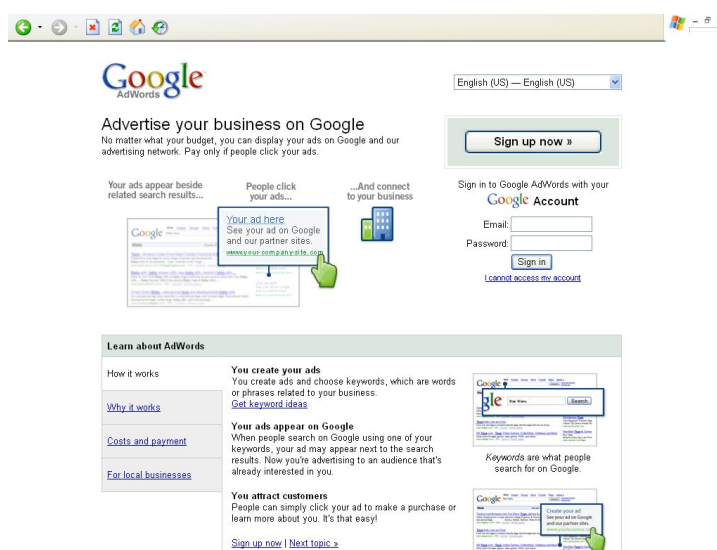 Google
AdWords
English (US) — English (US)
Advertise your business on Google
No matter what your budget, you can display your ads on Google and our
advertising network. Pay only if people click your ads.
Sign up now »
Your ads appear beside
related search results...
People click
your ads...
...And connect
to your business
Google
Your ad here
See your ad on Google
and our partner sites.
www.your-company-site.com
Sign in to Google AdWords with your
Google Account
Email:
Password:
Sign in
I cannot access my account
Learn about AdWords
How it works
Why it works
Costs and payment
For local businesses
You create your ads
You create ads and choose keywords, which are words
or phrases related to your business.
Get keyword ideas
Your ads appear on Google
When people search on Google using one of your
keywords, your ad may appear next to the search
results. Now you're advertising to an audience that's
already interested in you.
You attract customers
People can simply click your ad to make a purchase or
learn more about you. It's that easy!
Sign up now | Next topic »
Google
gle
Star Wars
Search
Keywords are what people
search for on Google.
Google
Create your ad
See your ad on Google
and our partner sites.